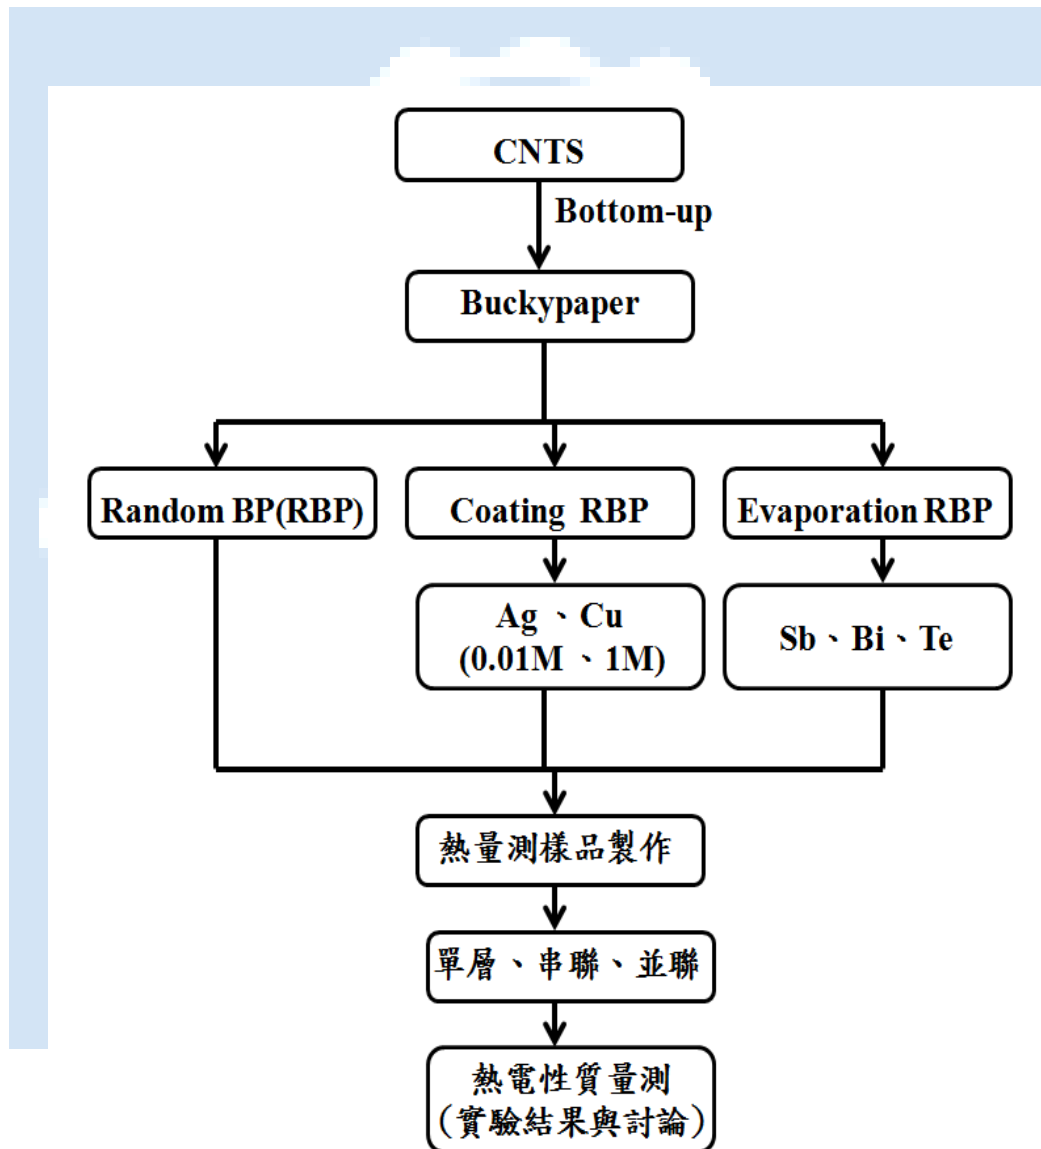 CNTS
Bottom-up
Buckypaper
Random BP(RBP)
Coating RBP
Evaporation RBP
Ag、Cu
(0.01M、1M)
Sb、Bi、Te
熱量測樣品製作
單層、串聯、並聯
熱電性質量測
(實驗結果與討論)